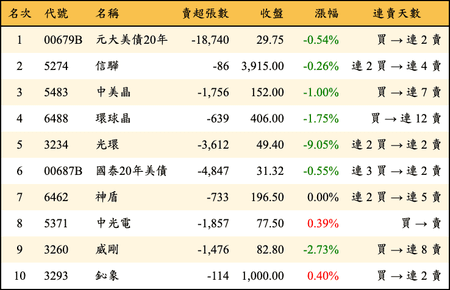 名次 代號 名稱 賣超張數 收盤 漲幅 連賣天數
1 00679B 元大美債20年 -18,740 29.75 -0.54% 買→連 2 賣
2 5274 信驊 -86 3,915.00 -0.26% 連 2 買→連 4 賣
3 5483 中美晶 -1,756 152.00 -1.00% 買→連 7 賣
4 6488 環球晶 -639 406.00 -1.75% 買→連 12 賣
5 3234 光環 -3,612 49.40 -9.05% 連 2 買→連 2 賣
6 00687B 國泰20年美債 -4,847 31.32 -0.55% 連 3 買→連 2 賣
7 6462 神盾 -733 196.50 0.00% 連 2 買→連 5 賣
8 5371 中光電 -1,857 77.50 0.39% 買→賣
9 3260 威剛 -1,476 82.80 -2.73% 買→連 8 賣
10 3293 鈊象 -114 1,000.00 0.40% 買→連 2 賣